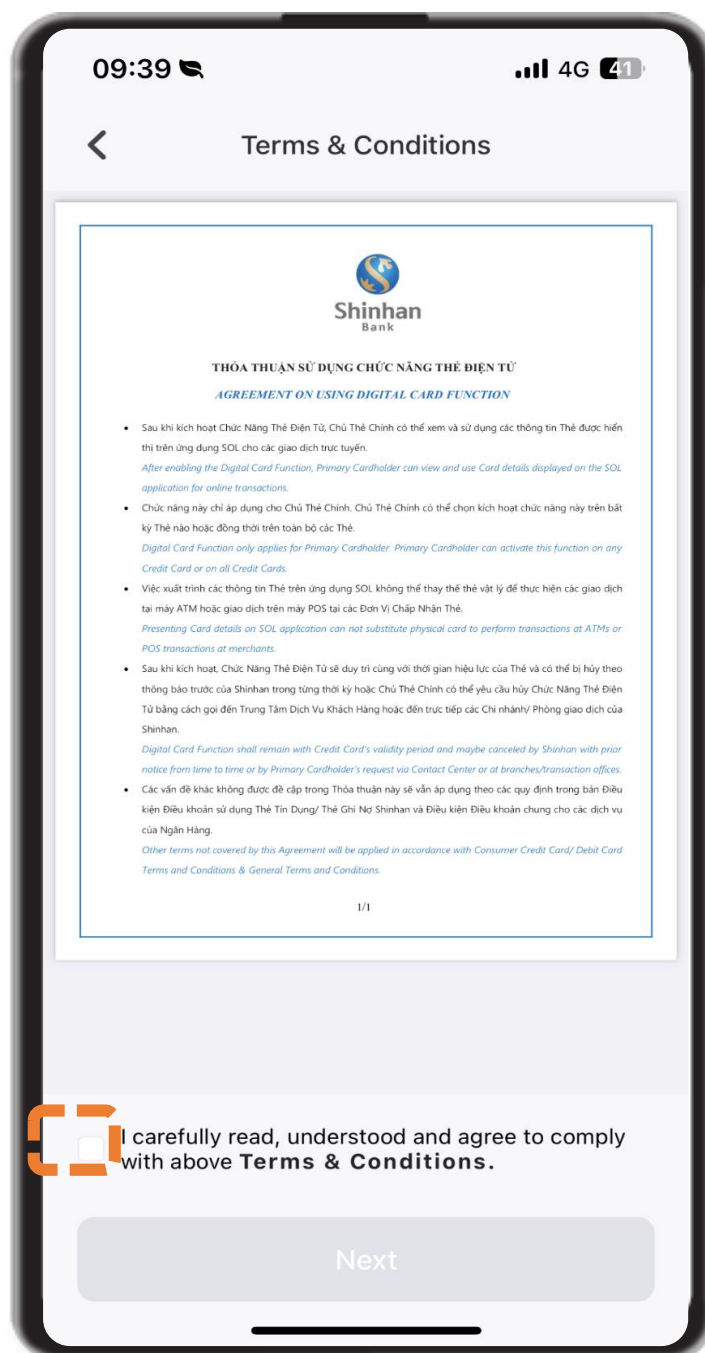 09:39
4G 41
Terms & Conditions
Shinhan
Bank
THỎA THUẬN SỬ DỤNG CHỨC NĂNG THẺ ĐIỆN TỬ
AGREEMENT ON USING DIGITAL CARD FUNCTION
• Sau khi kích hoạt Chức Năng Thẻ Điện Tử, Chủ Thẻ Chính có thể xem và sử dụng các thông tin Thẻ được hiển
thị trên ứng dụng SOL cho các giao dịch trực tuyến.
After enabling the Digital Card Function, Primary Cardholder can view and use Card details displayed on the SOL
application for online transactions.
• Chức năng này chỉ áp dụng cho Chủ Thẻ Chính. Chủ Thẻ Chính có thể chọn kích hoạt chức năng này trên bất
kỳ Thẻ nào hoặc đồng thời trên toàn bộ các Thẻ.
Digital Card Function only applies for Primary Cardholder. Primary Cardholder can activate this function on any
Credit Card or on all Credit Cards.
• Việc xuất trình các thông tin Thẻ trên ứng dụng SOL không thể thay thế thẻ vật lý để thực hiện các giao dịch
tại máy ATM hoặc giao dịch trên máy POS tại các Đơn Vị Chấp Nhận Thẻ.
Presenting Card details on SOL application can not substitute physical card to perform transactions at ATMs or
POS transactions at merchants.
• Sau khi kích hoạt, Chức Năng Thẻ Điện Tử sẽ duy trì cùng với thời gian hiệu lực của Thẻ và có thể bị hủy theo
thông báo trước của Shinhan trong từng thời kỳ hoặc Chủ Thẻ Chính có thể yêu cầu hủy Chức Năng Thẻ Điện
Tử bằng cách gọi đến Trung Tâm Dịch Vụ Khách Hàng hoặc đến trực tiếp các Chi nhánh/ Phòng giao dịch của
Shinhan.
Digital Card Function shall remain with Credit Card's validity period and maybe canceled by Shinhan with prior
notice from time to time or by Primary Cardholder's request via Contact Center or at branches/transaction offices.
• Các vấn đề khác không được đề cập trong Thỏa thuận này sẽ vẫn áp dụng theo các quy định trong bản Điều
kiện Điều khoản sử dụng Thẻ Tín Dụng/ Thẻ Ghi Nợ Shinhan và Điều kiện Điều khoản chung cho các dịch vụ
của Ngân Hàng.
Other terms not covered by this Agreement will be applied in accordance with Consumer Credit Card/ Debit Card
Terms and Conditions & General Terms and Conditions.
1/1
I carefully read, understood and agree to comply
with above Terms & Conditions.
Next